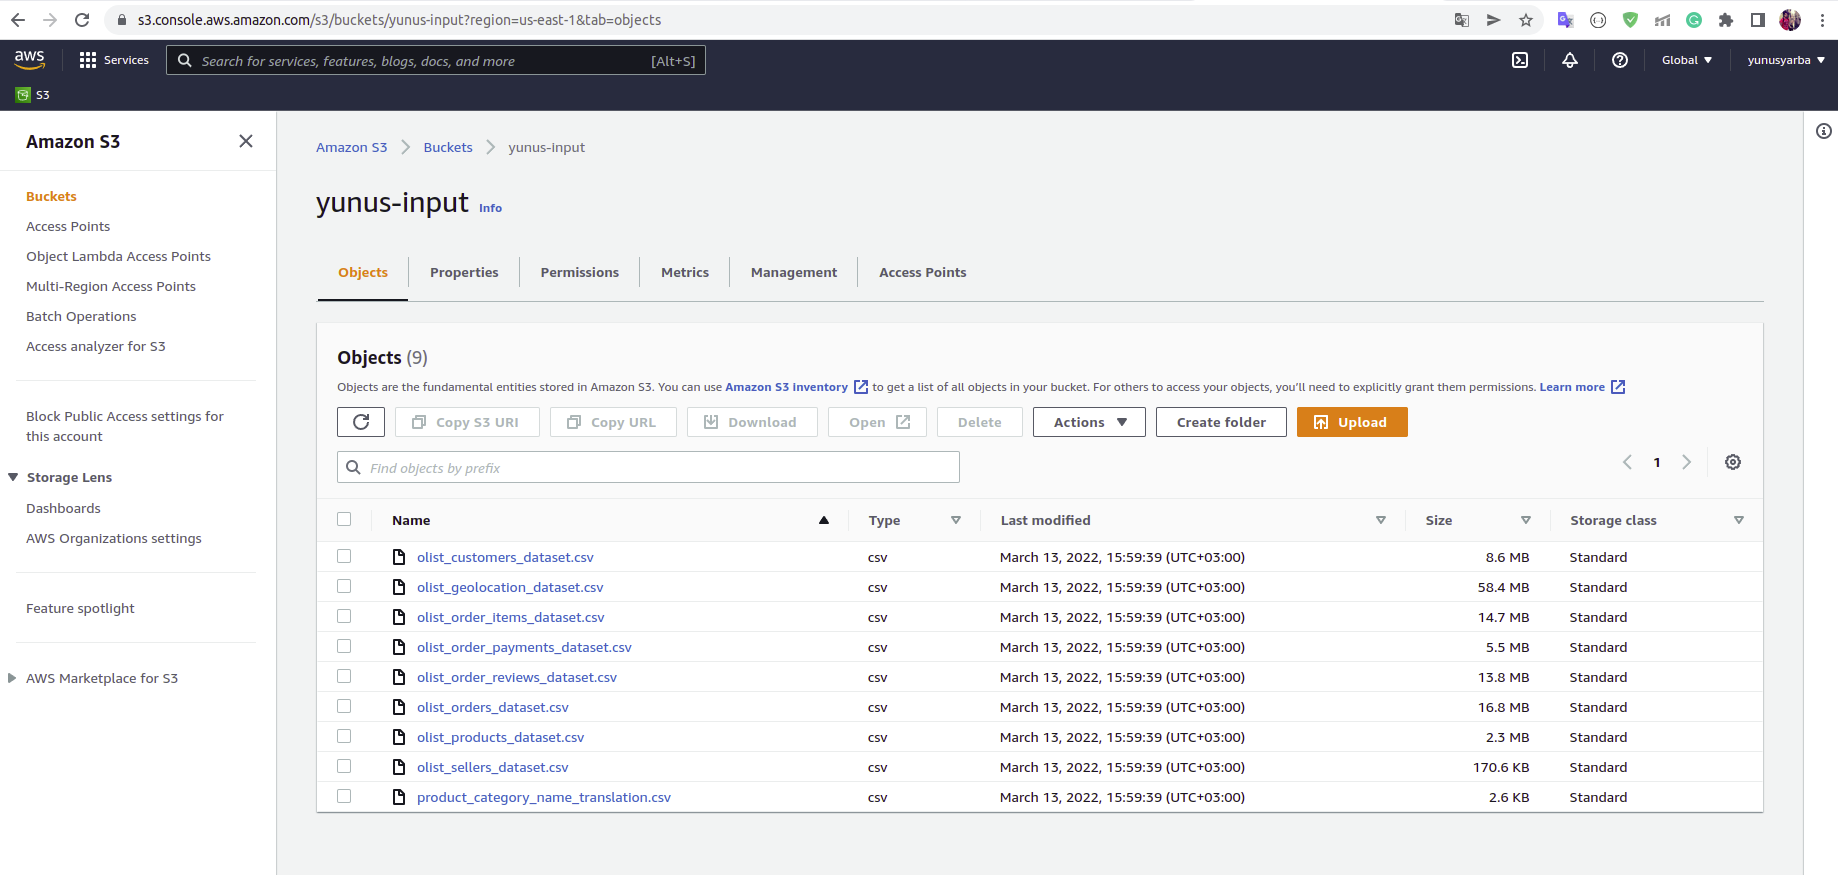 s3.console.aws.amazon.com/s3/buckets/yunus-input?region=us-east-1&tab=objects
aws
Services
Search for services, features, blogs, docs, and more [Alt+S]
Global
yunusyarba
S3
Amazon S3
Buckets
Access Points
Object Lambda Access Points
Multi-Region Access Points
Batch Operations
Access analyzer for S3
Block Public Access settings for
this account
Storage Lens
Dashboards
AWS Organizations settings
Feature spotlight
AWS Marketplace for S3
Amazon S3 Buckets yunus-input
yunus-input Info
Objects Properties Permissions Metrics Management Access Points
Objects (9)
Objects are the fundamental entities stored in Amazon S3. You can use Amazon S3 inventory to get a list of all objects in your bucket. For others to access your objects, you'll need to explicitly grant them permissions. Learn more
Copy S3 URI Copy URL Download Open Delete Actions Create folder Upload
Find objects by prefix
1
Name Type Last modified Size Storage class
olist_customers_dataset.csv csv March 13, 2022, 15:59:39 (UTC+03:00) 8.6 MB Standard
olist_geolocation_dataset.csv csv March 13, 2022, 15:59:39 (UTC+03:00) 58.4 MB Standard
olist_order_items_dataset.csv csv March 13, 2022, 15:59:39 (UTC+03:00) 14.7 MB Standard
olist_order_payments_dataset.csv csv March 13, 2022, 15:59:39 (UTC+03:00) 5.5 MB Standard
olist_order_reviews_dataset.csv csv March 13, 2022, 15:59:39 (UTC+03:00) 13.8 MB Standard
olist_orders_dataset.csv csv March 13, 2022, 15:59:39 (UTC+03:00) 16.8 MB Standard
olist_products_dataset.csv csv March 13, 2022, 15:59:39 (UTC+03:00) 2.3 MB Standard
olist_sellers_dataset.csv csv March 13, 2022, 15:59:39 (UTC+03:00) 170.6 KB Standard
product_category_name_translation.csv csv March 13, 2022, 15:59:39 (UTC+03:00) 2.6 KB Standard